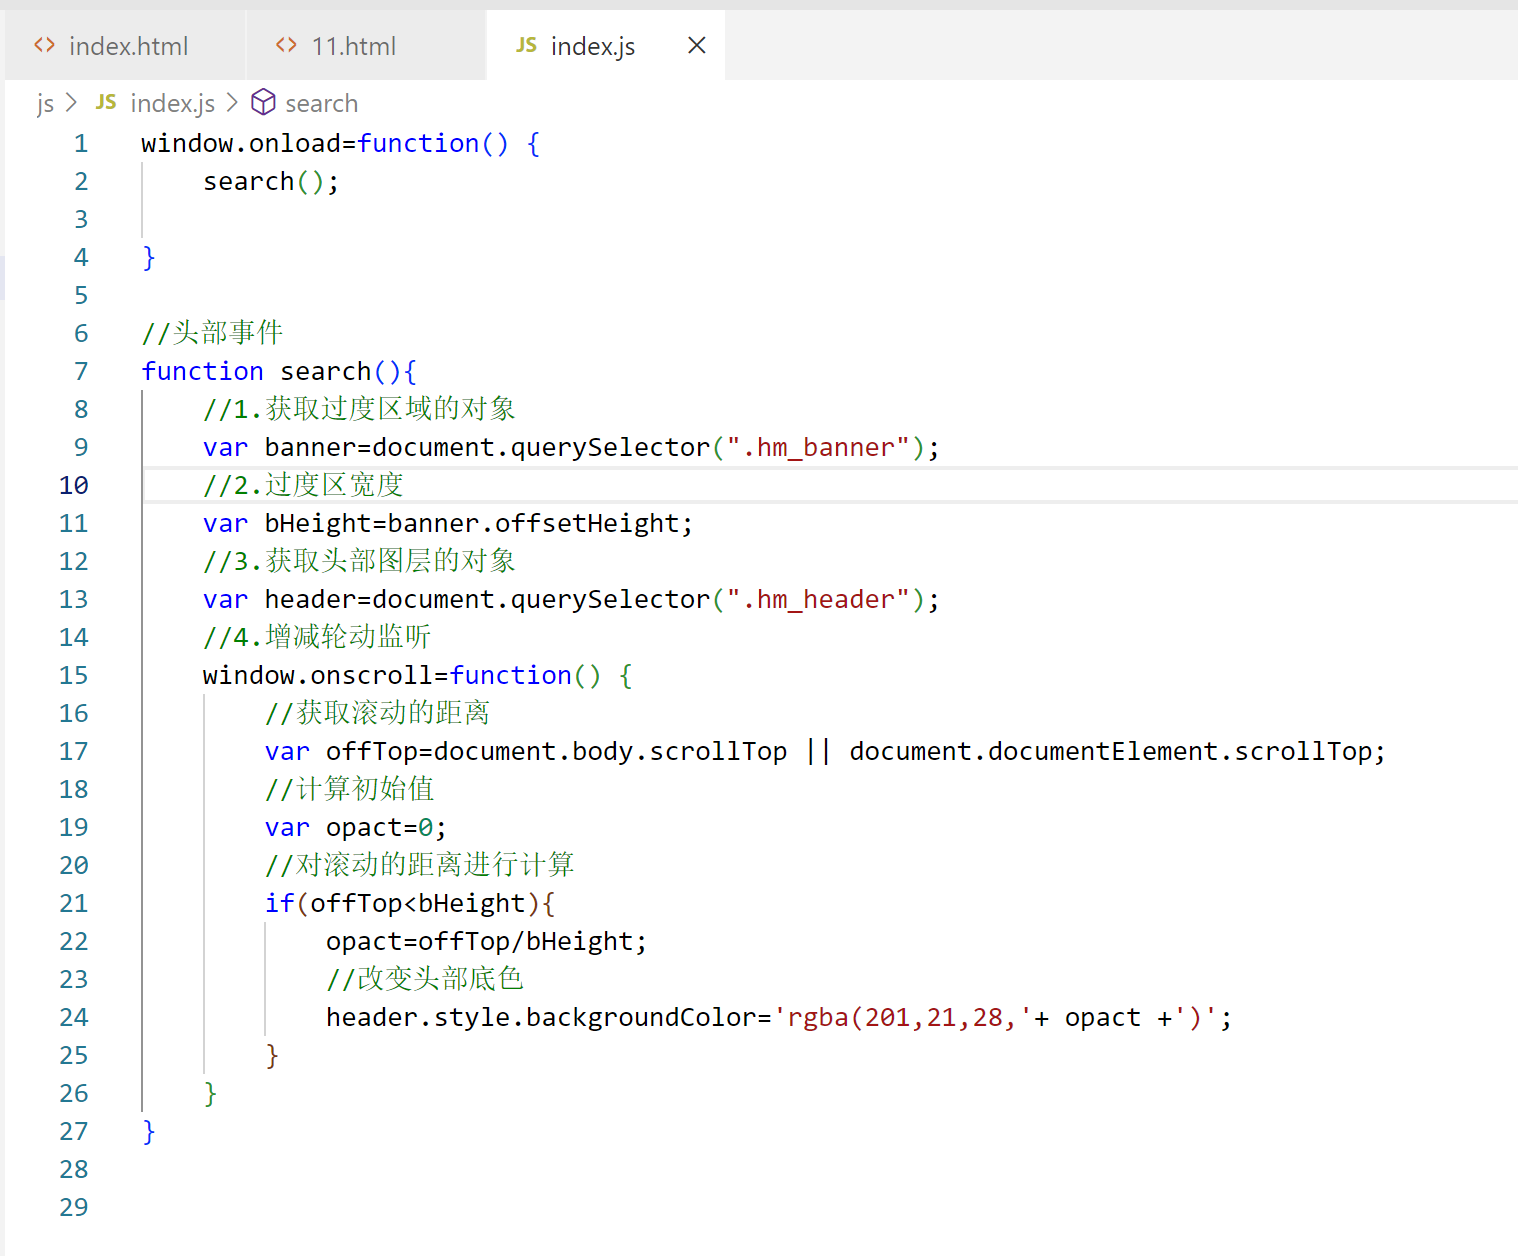 index.html 11.html JS index.js
js > JS index.js > search
1 window.onload=function() {
2     search();
3
4 }
5
6 //头部事件
7 function search(){
8     //1.获取过度区域的对象
9     var banner=document.querySelector(".hm_banner");
10     //2.过度区宽度
11     var bHeight=banner.offsetHeight;
12     //3.获取头部图层的对象
13     var header=document.querySelector(".hm_header");
14     //4.增减轮动监听
15     window.onscroll=function() {
16         //获取滚动的距离
17         var offTop=document.body.scrollTop || document.documentElement.scrollTop;
18         //计算初始值
19         var opact=0;
20         //对滚动的距离进行计算
21         if(offTop<bHeight){
22             opact=offTop/bHeight;
23             //改变头部底色
24             header.style.backgroundColor='rgba(201,21,28,'+ opact +')';
25         }
26     }
27 }
28
29